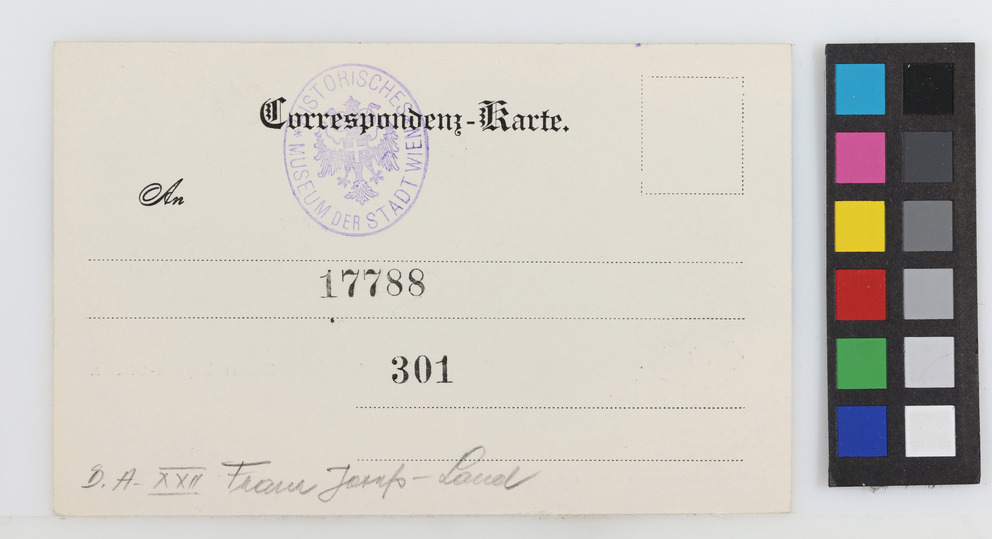 Correspondenz-Karte.
* HISTORISCHES MUSEUM DER STADT WIEN
An
17788
301
D. A. - XXII Franz Josefs-Land